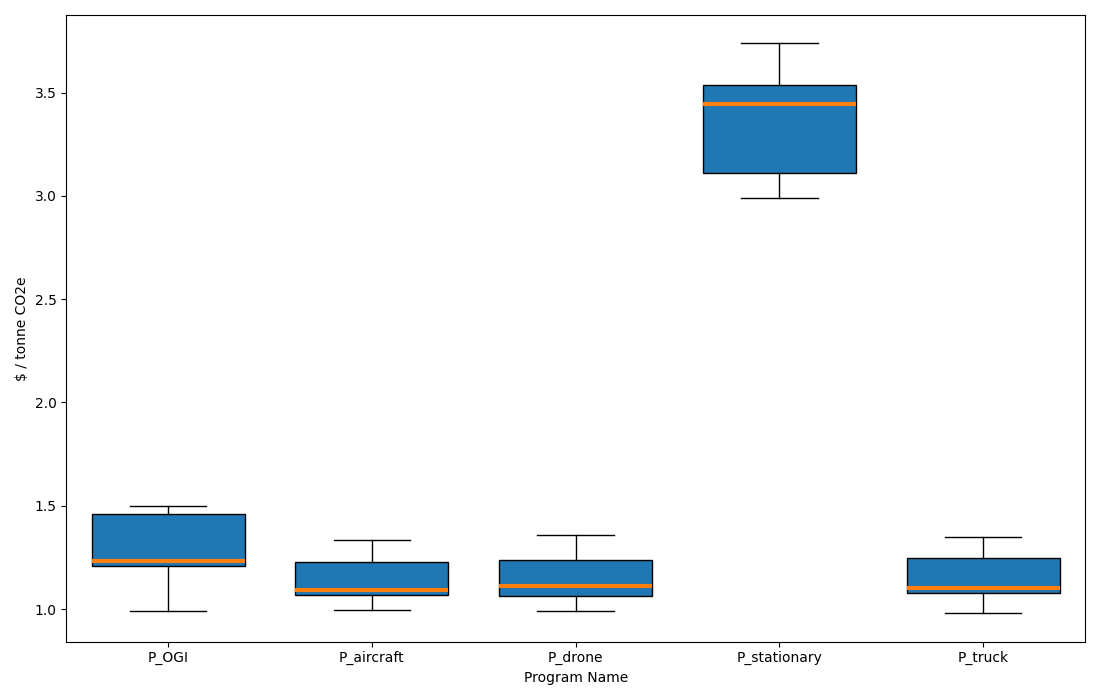 $ / tonne CO2e
3.5
3.0
2.5
2.0
1.5
1.0
P_OGI P_aircraft P_drone P_stationary P_truck
Program Name